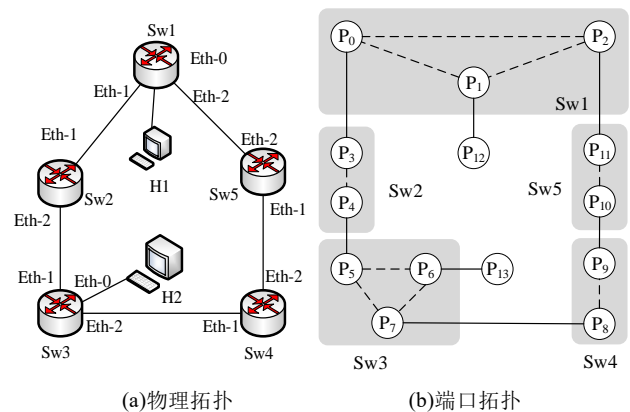 Sw1
Eth-0
Eth-1
Eth-2
Eth-1
H1
Eth-2
Sw2
Sw5
Eth-2
Eth-1
Eth-1
Eth-0
H2
Eth-2
Eth-2
Eth-1
Sw3
Sw4
(a)物理拓扑
P0
P2
P1
Sw1
P3
P12
P11
Sw2
Sw5
P4
P10
P5
P6
P13
P9
P7
P8
Sw3
Sw4
(b)端口拓扑